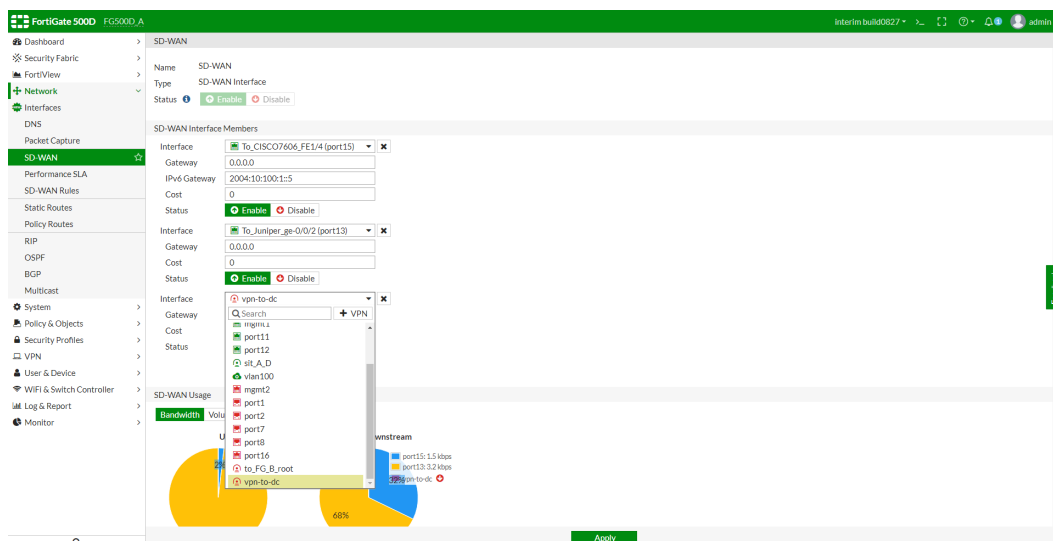 FortiGate 500D FG500D_A interim build0827 >_ admin
Dashboard
Security Fabric
FortiView
Network
Interfaces
DNS
Packet Capture
SD-WAN
Performance SLA
SD-WAN Rules
Static Routes
Policy Routes
RIP
OSPF
BGP
Multicast
System
Policy & Objects
Security Profiles
VPN
User & Device
WiFi & Switch Controller
Log & Report
Monitor
SD-WAN
Name SD-WAN
Type SD-WAN Interface
Status Enable Disable
SD-WAN Interface Members
Interface To_CISCO7606_FE1/4 (port15)
Gateway 0.0.0.0
IPv6 Gateway 2004:10:100:1::5
Cost 0
Status Enable Disable
Interface To_Juniper_ge-0/0/2 (port13)
Gateway 0.0.0.0
Cost 0
Status Enable Disable
Interface vpn-to-dc
Gateway Search + VPN
Cost
Status
mgmt1
port11
port12
sit_A_D
vlan100
mgmt2
port1
port2
port7
port8
port16
to_FG_B_root
vpn-to-dc
SD-WAN Usage
Bandwidth Volu
U wnstream
2%
port15: 1.5 kbps
port13: 3.2 kbps
vpn-to-dc
32%
68%
Apply